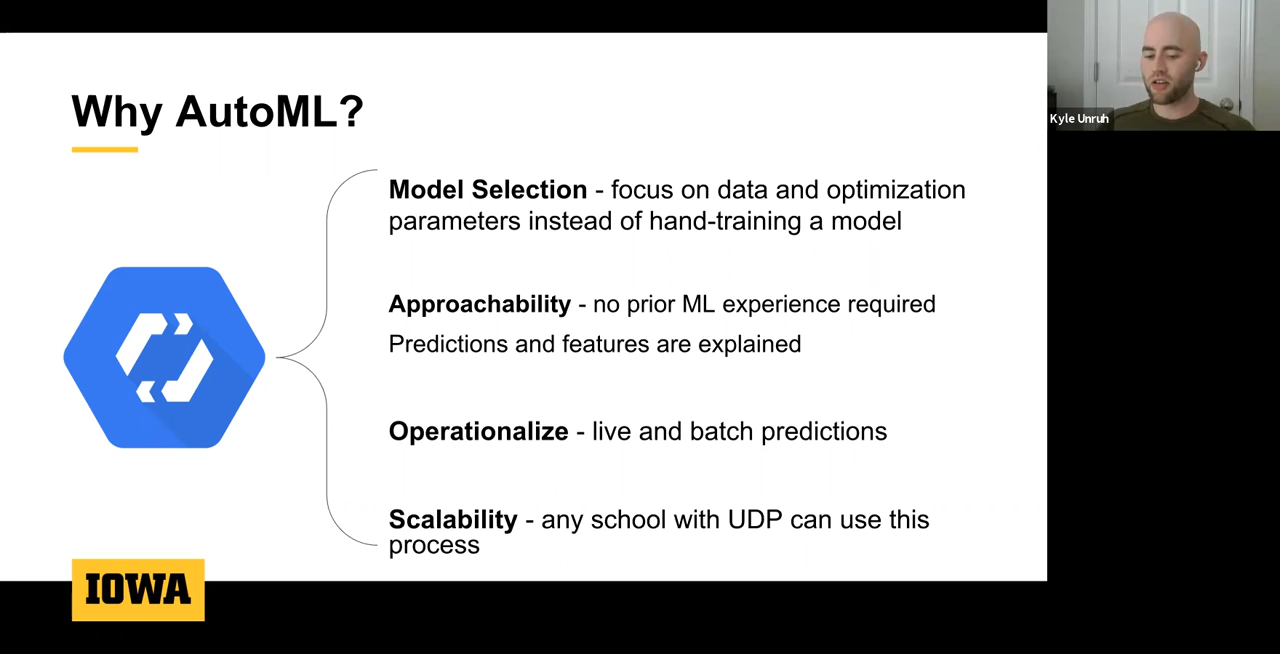 Why AutoML?
Model Selection - focus on data and optimization
parameters instead of hand-training a model
Approachability - no prior ML experience required
Predictions and features are explained
Operationalize - live and batch predictions
Scalability - any school with UDP can use this
process
IOWA
Kyle Unruh